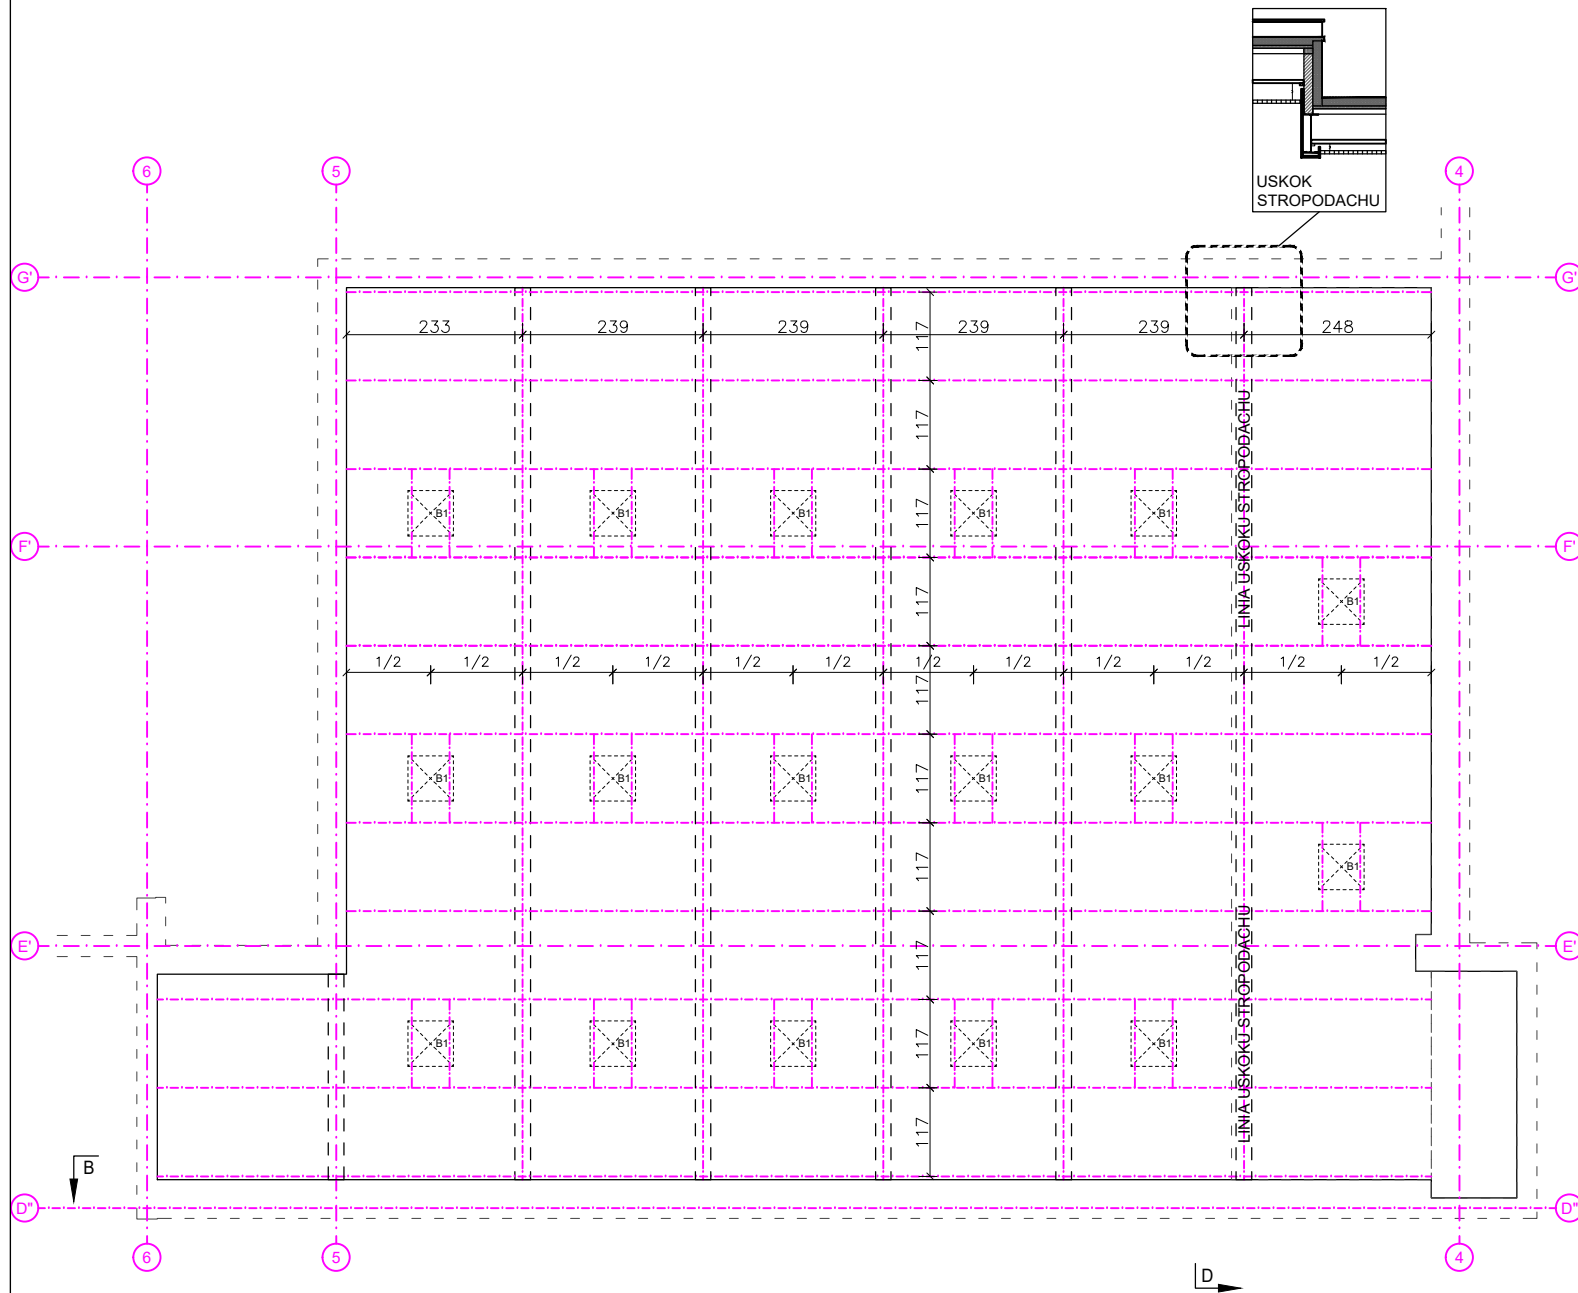 USKOK
STROPODACHU
6
5
4
G'
G'
233
239
239
239
239
248
117
117
B1
B1
B1
B1
B1
117
LINIA USKOKU STROPODACHU
F'
F'
117
B1
1/2
1/2
1/2
1/2
1/2
1/2
1/2
1/2
1/2
1/2
1/2
1/2
117
B1
B1
B1
B1
B1
117
117
B1
E'
E'
117
LINIA USKOKU STROPODACHU
B1
B1
B1
B1
B1
117
117
B
D"
D"
6
5
4
D